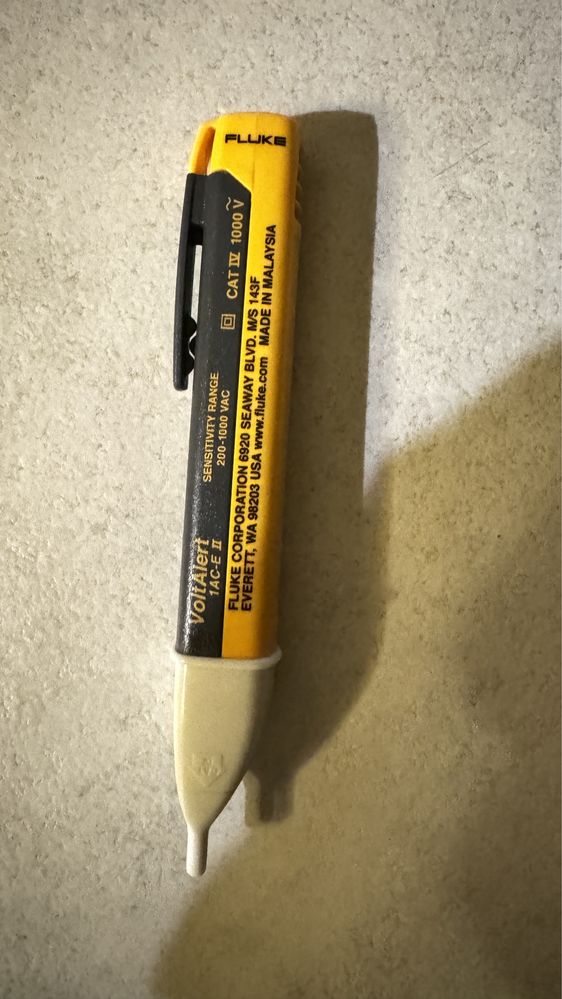 FLUKE
CAT IV 1000 V ~
SENSITIVITY RANGE
200-1000 VAC
VoltAlert
1AC-E II
FLUKE CORPORATION 6920 SEAWAY BLVD. M/S 143F
EVERETT, WA 98203 USA www.fluke.com MADE IN MALAYSIA